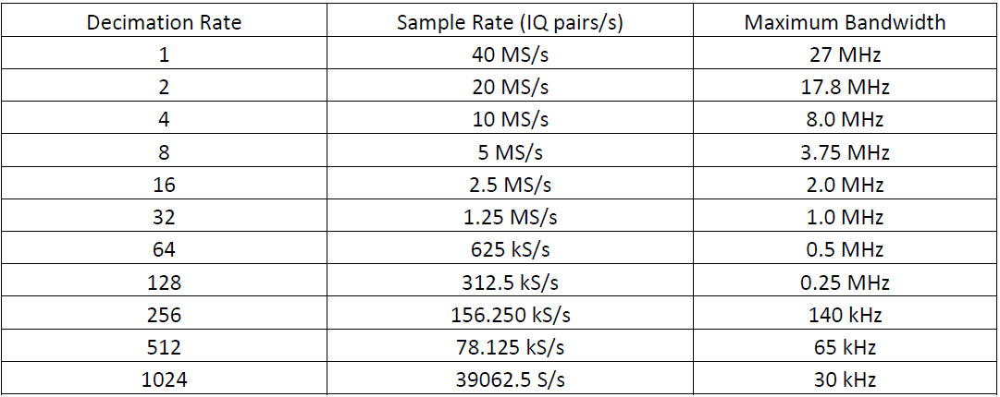 Decimation Rate Sample Rate (IQ pairs/s) Maximum Bandwidth
1 40 MS/s 27 MHz
2 20 MS/s 17.8 MHz
4 10 MS/s 8.0 MHz
8 5 MS/s 3.75 MHz
16 2.5 MS/s 2.0 MHz
32 1.25 MS/s 1.0 MHz
64 625 kS/s 0.5 MHz
128 312.5 kS/s 0.25 MHz
256 156.250 kS/s 140 kHz
512 78.125 kS/s 65 kHz
1024 39062.5 S/s 30 kHz